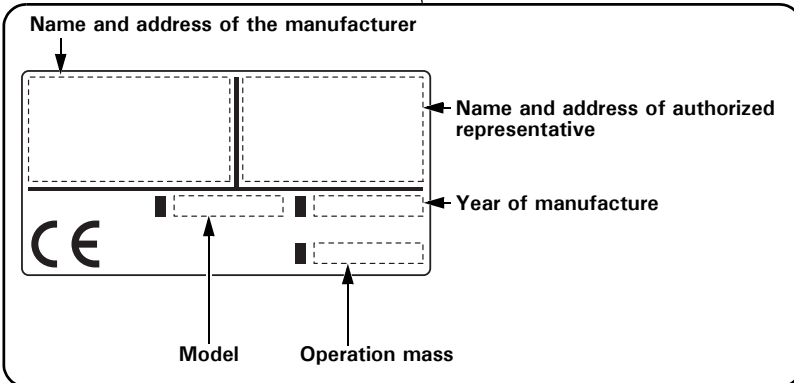 Name and address of the manufacturer
Name and address of authorized
representative
Year of manufacture
CE
Model
Operation mass